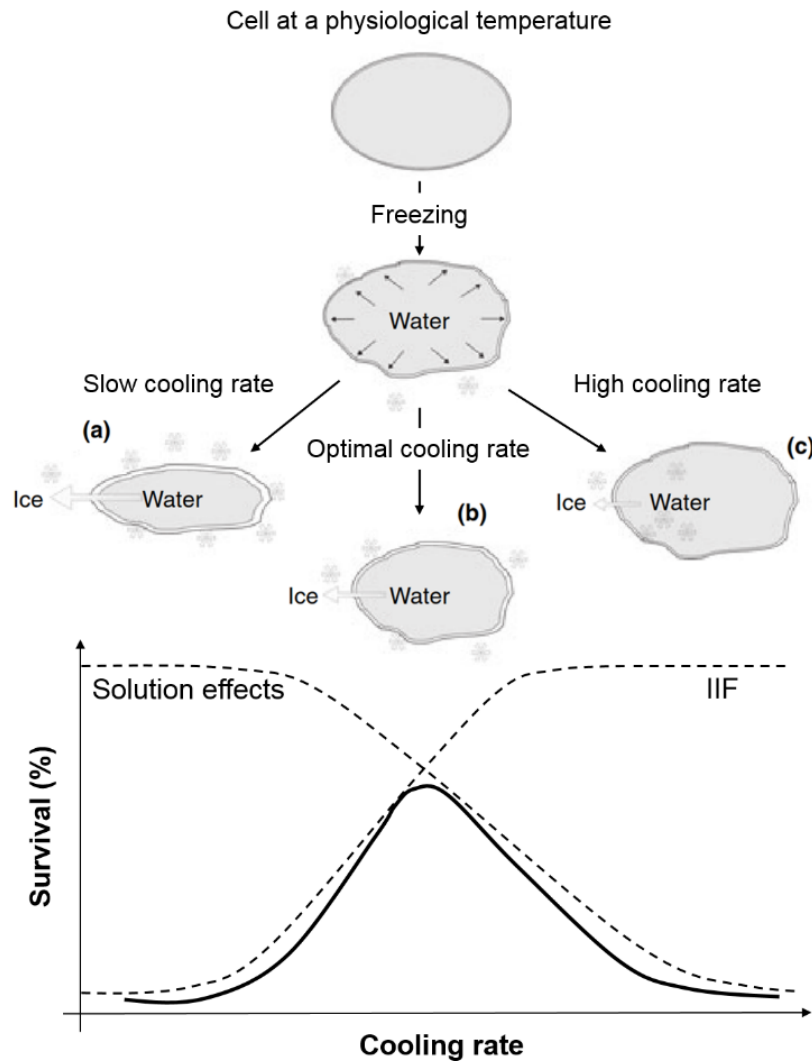 Cell at a physiological temperature
Freezing
Water
Slow cooling rate
High cooling rate
(a)
Optimal cooling rate
(c)
Ice
Water
(b)
Ice
Water
Ice
Water
Solution effects
IIF
Survival (%)
Cooling rate